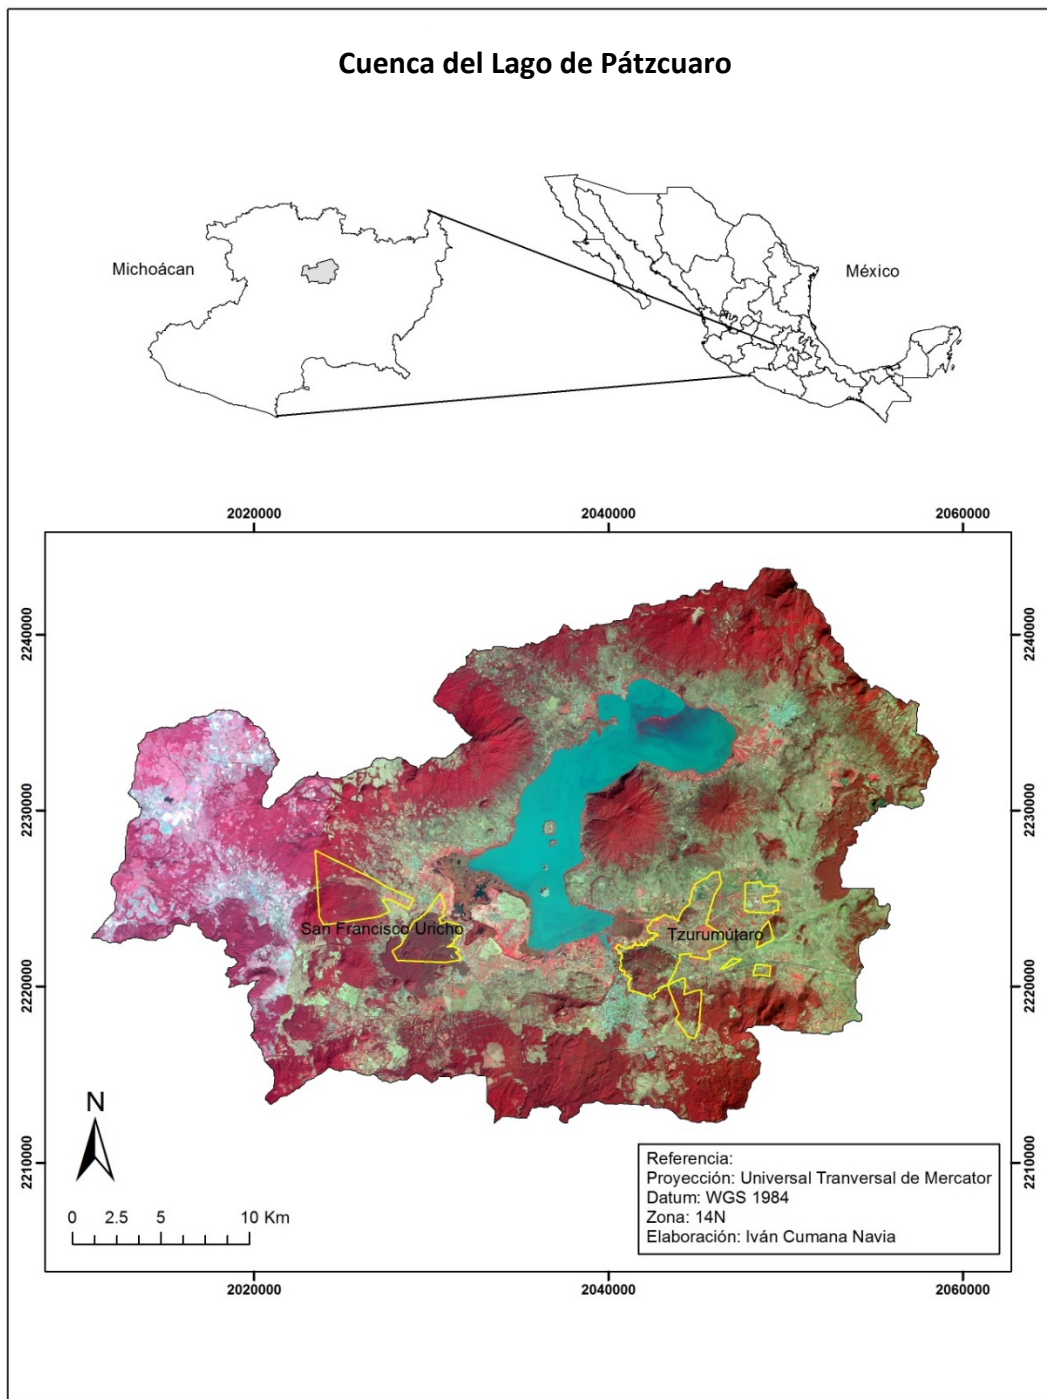 Cuenca del Lago de Pátzcuaro
Michoácan
México
2020000
2040000
2060000
2240000
2240000
2230000
2230000
San Francisco Uricho
Tzurumútaro
2220000
2220000
N
2210000
2210000
0 2.5 5 10 Km
Referencia:
Proyección: Universal Tranversal de Mercator
Datum: WGS 1984
Zona: 14N
Elaboración: Iván Cumana Navia
2020000
2040000
2060000